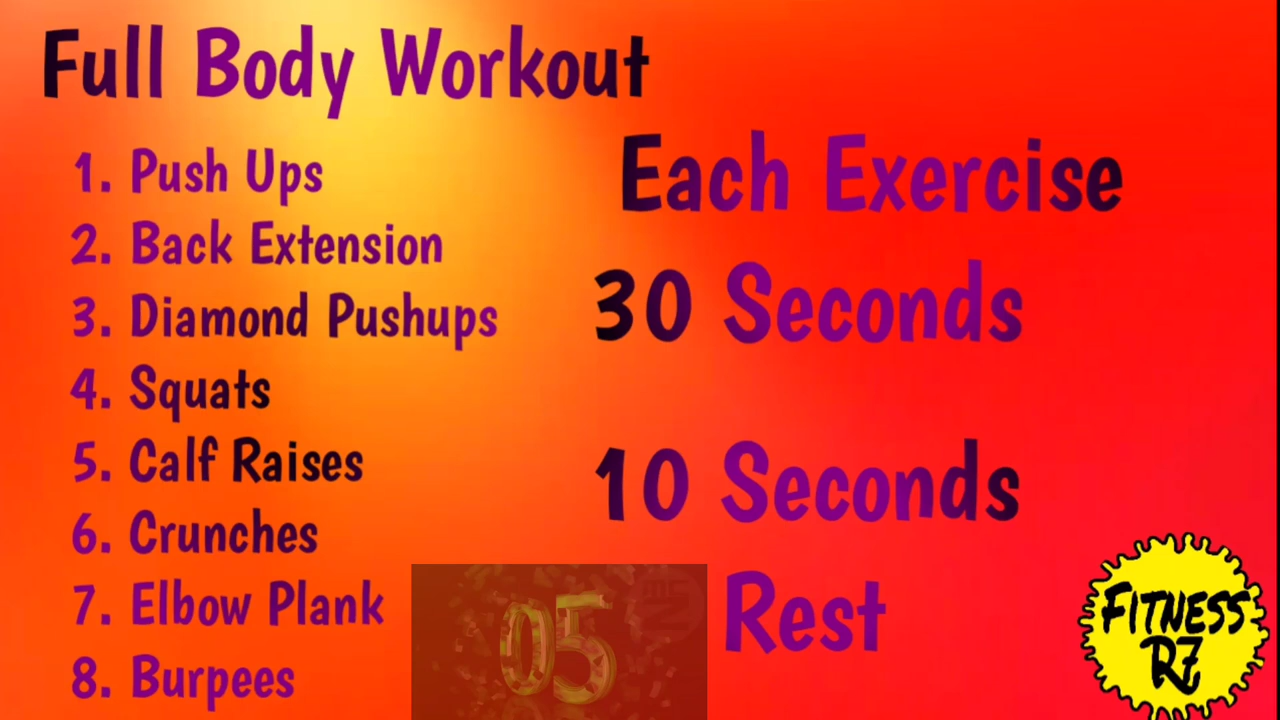 Full Body Workout
1. Push Ups
2. Back Extension
3. Diamond Pushups
4. Squats
5. Calf Raises
6. Crunches
7. Elbow Plank
8. Burpees
Each Exercise
30 Seconds
10 Seconds
Rest
05
FITNESS
RZ